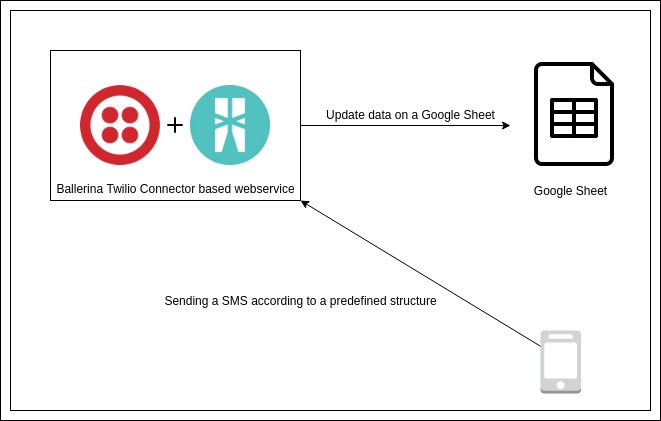 Update data on a Google Sheet
Ballerina Twilio Connector based webservice
Google Sheet
Sending a SMS according to a predefined structure